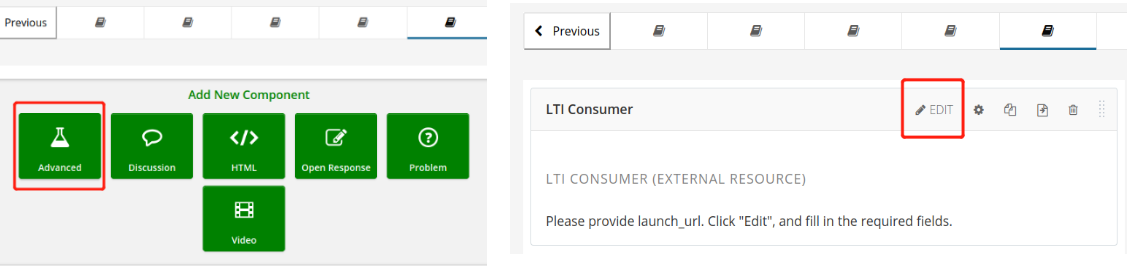 Previous
Add New Component
Advanced
Discussion
HTML
Open Response
Problem
Video
Previous
LTI Consumer
EDIT
LTI CONSUMER (EXTERNAL RESOURCE)
Please provide launch_url. Click "Edit", and fill in the required fields.